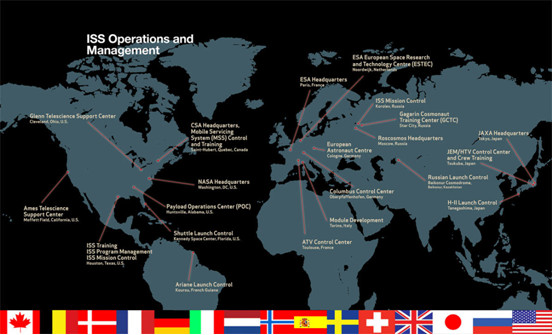 ISS Operations and
Management
ESA European Space Research
and Technology Centre (ESTEC)
Noordwijk, Netherlands
ESA Headquarters
Paris, France
ISS Mission Control
Korolev, Russia
Glenn Telescience Support Center
Cleveland, Ohio, U.S.
Gagarin Cosmonaut
Training Center (GCTC)
Star City, Russia
CSA Headquarters,
Mobile Servicing
System (MSS) Control
and Training
Saint-Hubert, Quebec, Canada
Roscosmos Headquarters
Moscow, Russia
JAXA Headquarters
Tokyo, Japan
European
Astronaut Centre
Cologne, Germany
JEM/HTV Control Center
and Crew Training
Tsukuba, Japan
NASA Headquarters
Washington, DC, U.S.
Russian Launch Control
Baikonur Cosmodrome,
Baikonur, Kazakhstan
Columbus Control Center
Oberpfaffenhofen, Germany
Ames Telescience
Support Center
Moffett Field, California, U.S.
Payload Operations Center (POC)
Huntsville, Alabama, U.S.
H-II Launch Control
Tanegashima, Japan
Module Development
Torino, Italy
Shuttle Launch Control
Kennedy Space Center, Florida, U.S.
ATV Control Center
Toulouse, France
ISS Training
ISS Program Management
ISS Mission Control
Houston, Texas, U.S.
Ariane Launch Control
Kourou, French Guiana